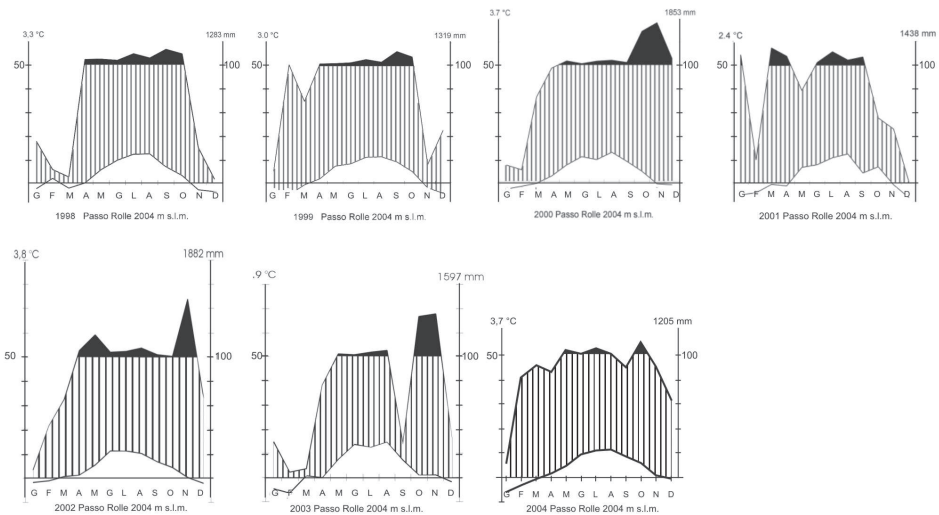 3,3 °C 1283 mm
50 100
G F M A M G L A S O N D
1998 Passo Rolle 2004 m s.l.m.
3.0 °C 1319 mm
50 100
G F M A M G L A S O N D
1999 Passo Rolle 2004 m s.l.m.
3.7 °C 1853 mm
50 100
G F M A M G L A S O N D
2000 Passo Rolle 2004 m s.l.m.
2.4 °C 1438 mm
50 100
G F M A M G L A S O N D
2001 Passo Rolle 2004 m s.l.m.
3,8 °C 1882 mm
50 100
G F M A M G L A S O N D
2002 Passo Rolle 2004 m s.l.m.
,9 °C 1597 mm
50 100
G F M A M G L A S O N D
2003 Passo Rolle 2004 m s.l.m.
3,7 °C 1205 mm
50 100
G F M A M G L A S O N D
2004 Passo Rolle 2004 m s.l.m.